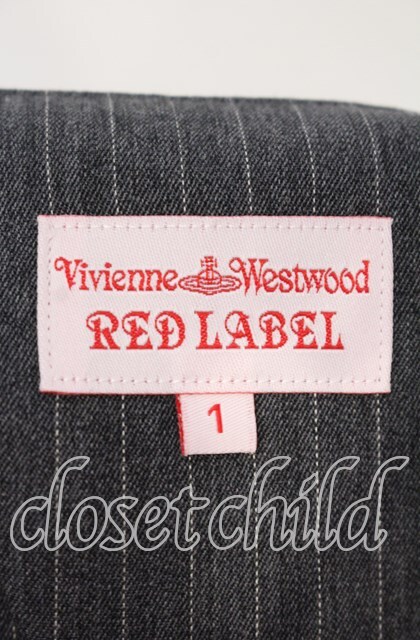 Vivienne Westwood
RED LABEL
1
closet child